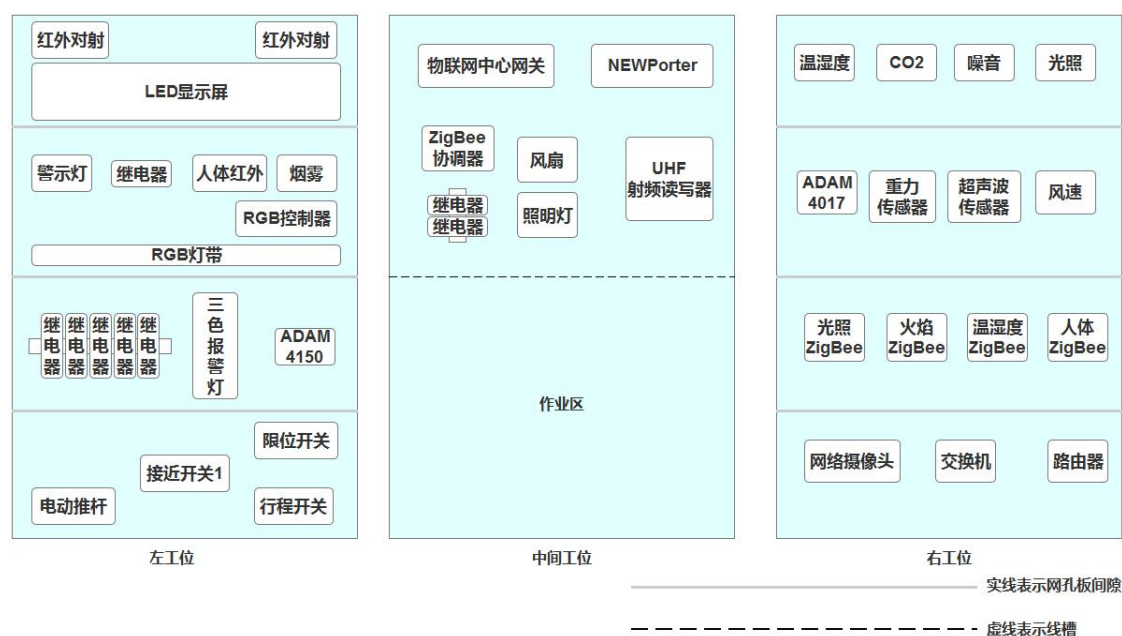 红外对射
红外对射
LED显示屏
警示灯
继电器
人体红外
烟雾
RGB控制器
RGB灯带
继电器
继电器
继电器
继电器
继电器
三色报警灯
ADAM
4150
限位开关
接近开关1
电动推杆
行程开关
左工位
物联网中心网关
NEWPorter
ZigBee
协调器
风扇
UHF
射频读写器
继电器
继电器
照明灯
作业区
中间工位
温湿度
CO2
噪音
光照
ADAM
4017
重力
传感器
超声波
传感器
风速
光照
ZigBee
火焰
ZigBee
温湿度
ZigBee
人体
ZigBee
网络摄像头
交换机
路由器
右工位
实线表示网孔板间隙
虚线表示线槽